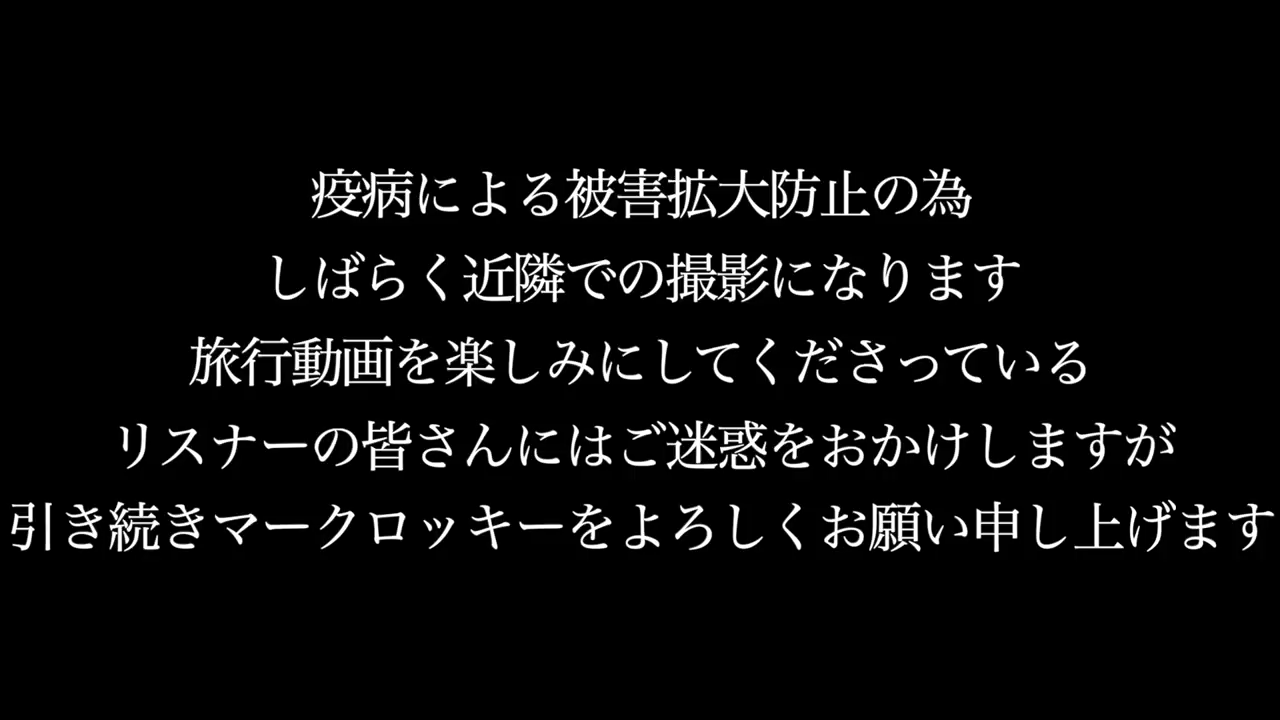 疫病による被害拡大防止の為
しばらく近隣での撮影になります
旅行動画を楽しみにしてくださっている
リスナーの皆さんにはご迷惑をおかけしますが
引き続きマークロッキーをよろしくお願い申し上げます